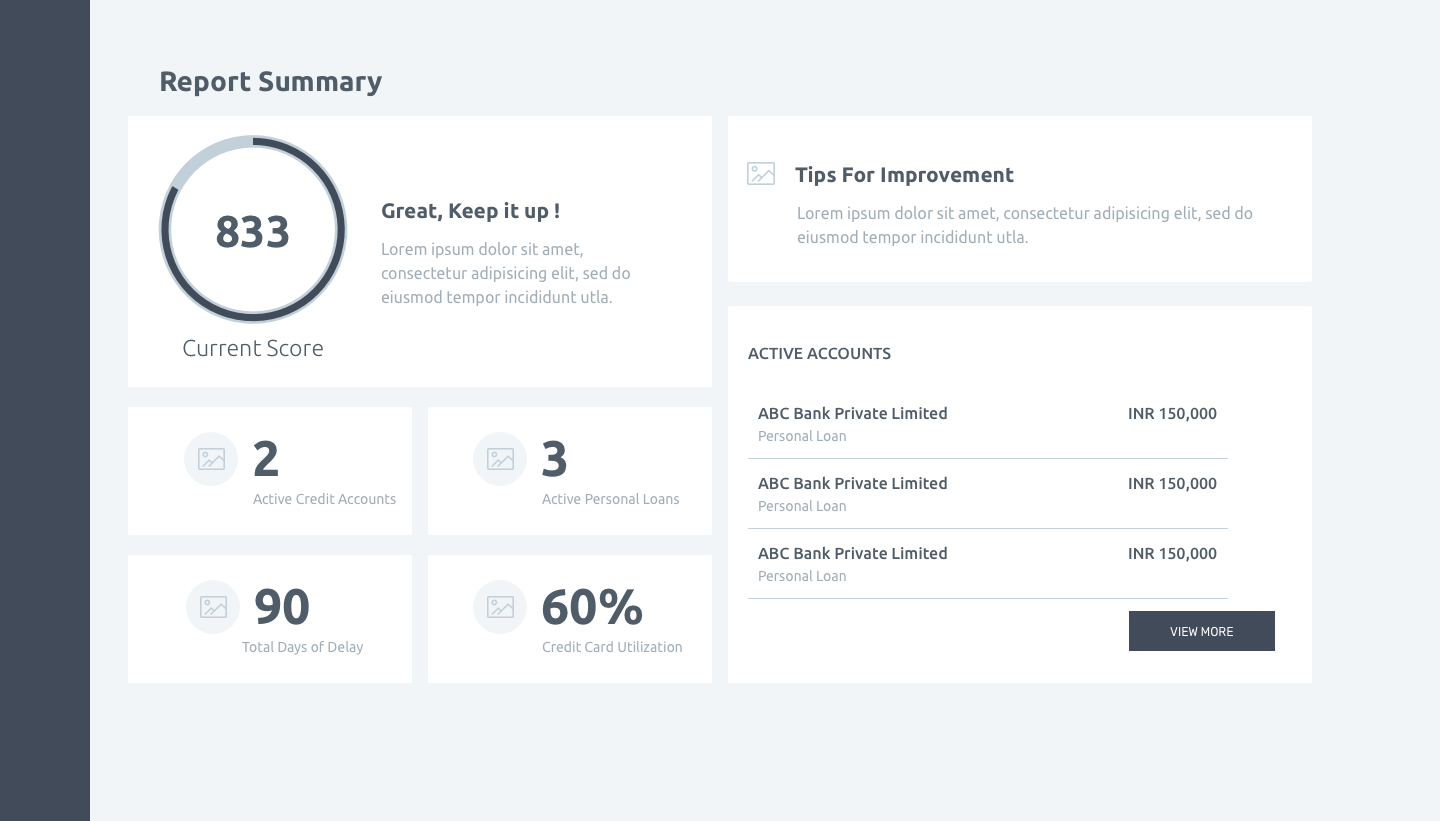 Report Summary
833
Current Score
Great, Keep it up !
Lorem ipsum dolor sit amet,
consectetur adipisicing elit, sed do
eiusmod tempor incididunt utla.
Tips For Improvement
Lorem ipsum dolor sit amet, consectetur adipisicing elit, sed do
eiusmod tempor incididunt utla.
2
Active Credit Accounts
3
Active Personal Loans
90
Total Days of Delay
60%
Credit Card Utilization
ACTIVE ACCOUNTS
ABC Bank Private Limited INR 150,000
Personal Loan
ABC Bank Private Limited INR 150,000
Personal Loan
ABC Bank Private Limited INR 150,000
Personal Loan
VIEW MORE